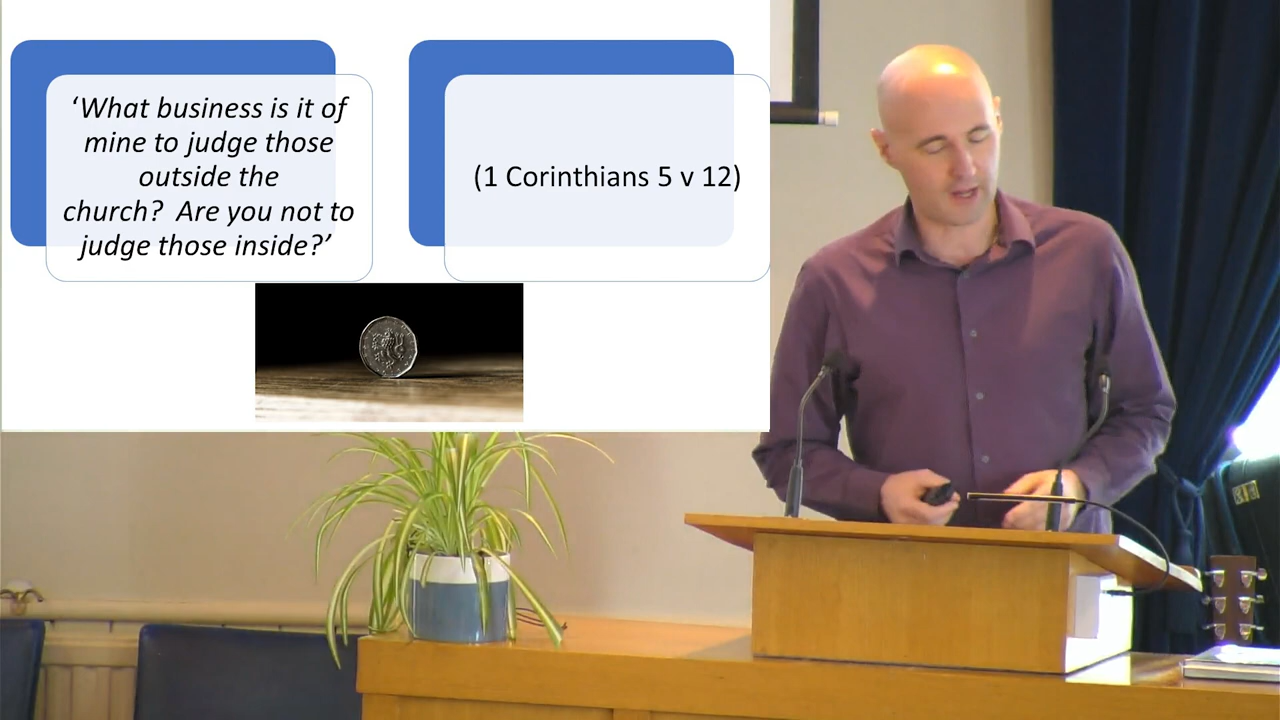 ‘What business is it of
mine to judge those
outside the
church?  Are you not to
judge those inside?’
(1 Corinthians 5 v 12)